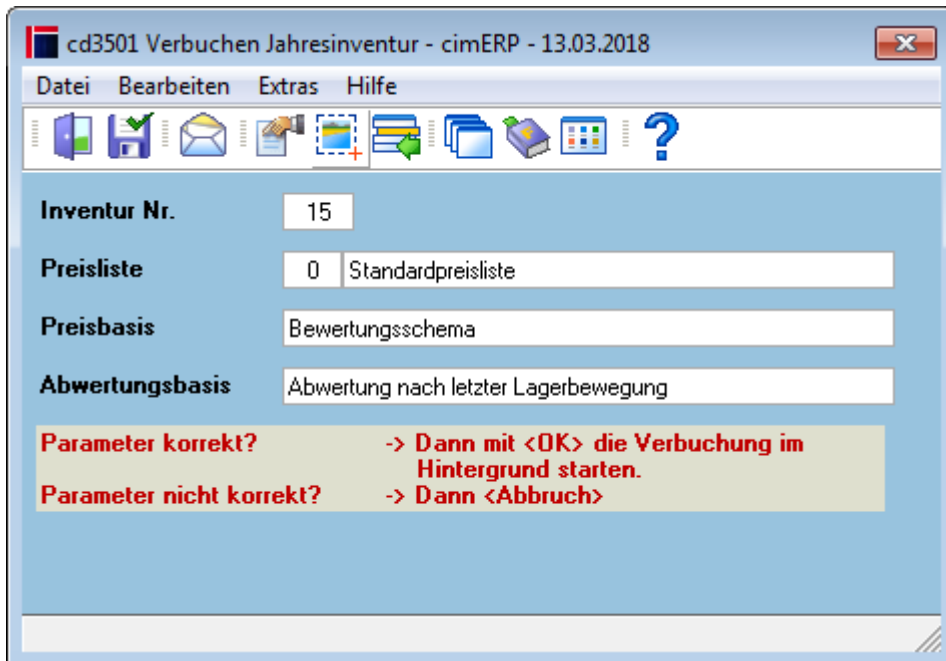 cd3501 Verbuchen Jahresinventur - cimERP - 13.03.2018
Datei Bearbeiten Extras Hilfe
Inventur Nr. 15
Preisliste 0 Standardpreisliste
Preisbasis Bewertungsschema
Abwertungsbasis Abwertung nach letzter Lagerbewegung
Parameter korrekt? -> Dann mit <OK> die Verbuchung im
Hintergrund starten.
Parameter nicht korrekt? -> Dann <Abbruch>